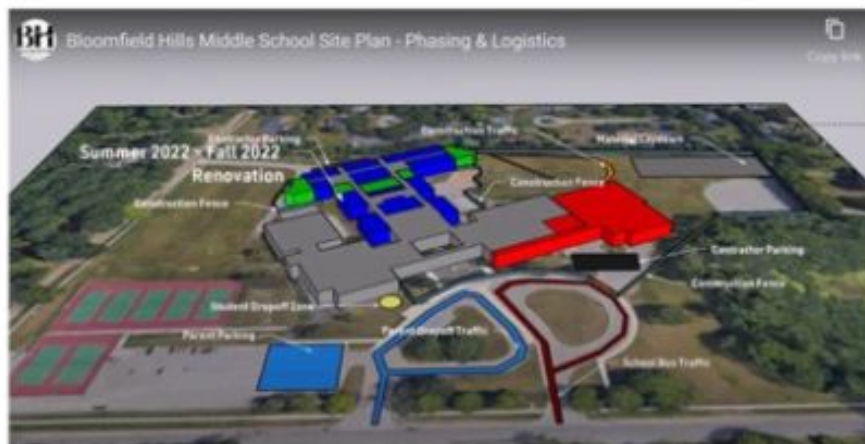 BH Bloomfield Hills Middle School Site Plan - Phasing & Logistics
Copy link
Contractor Parking
Construction Traffic
Material Laydown
Summer 2022 - Fall 2022
Renovation
Construction Fence
Construction Fence
Contractor Parking
Construction Fence
Student Dropoff Zone
Parent Parking
Parent Dropoff Traffic
School Bus Traffic